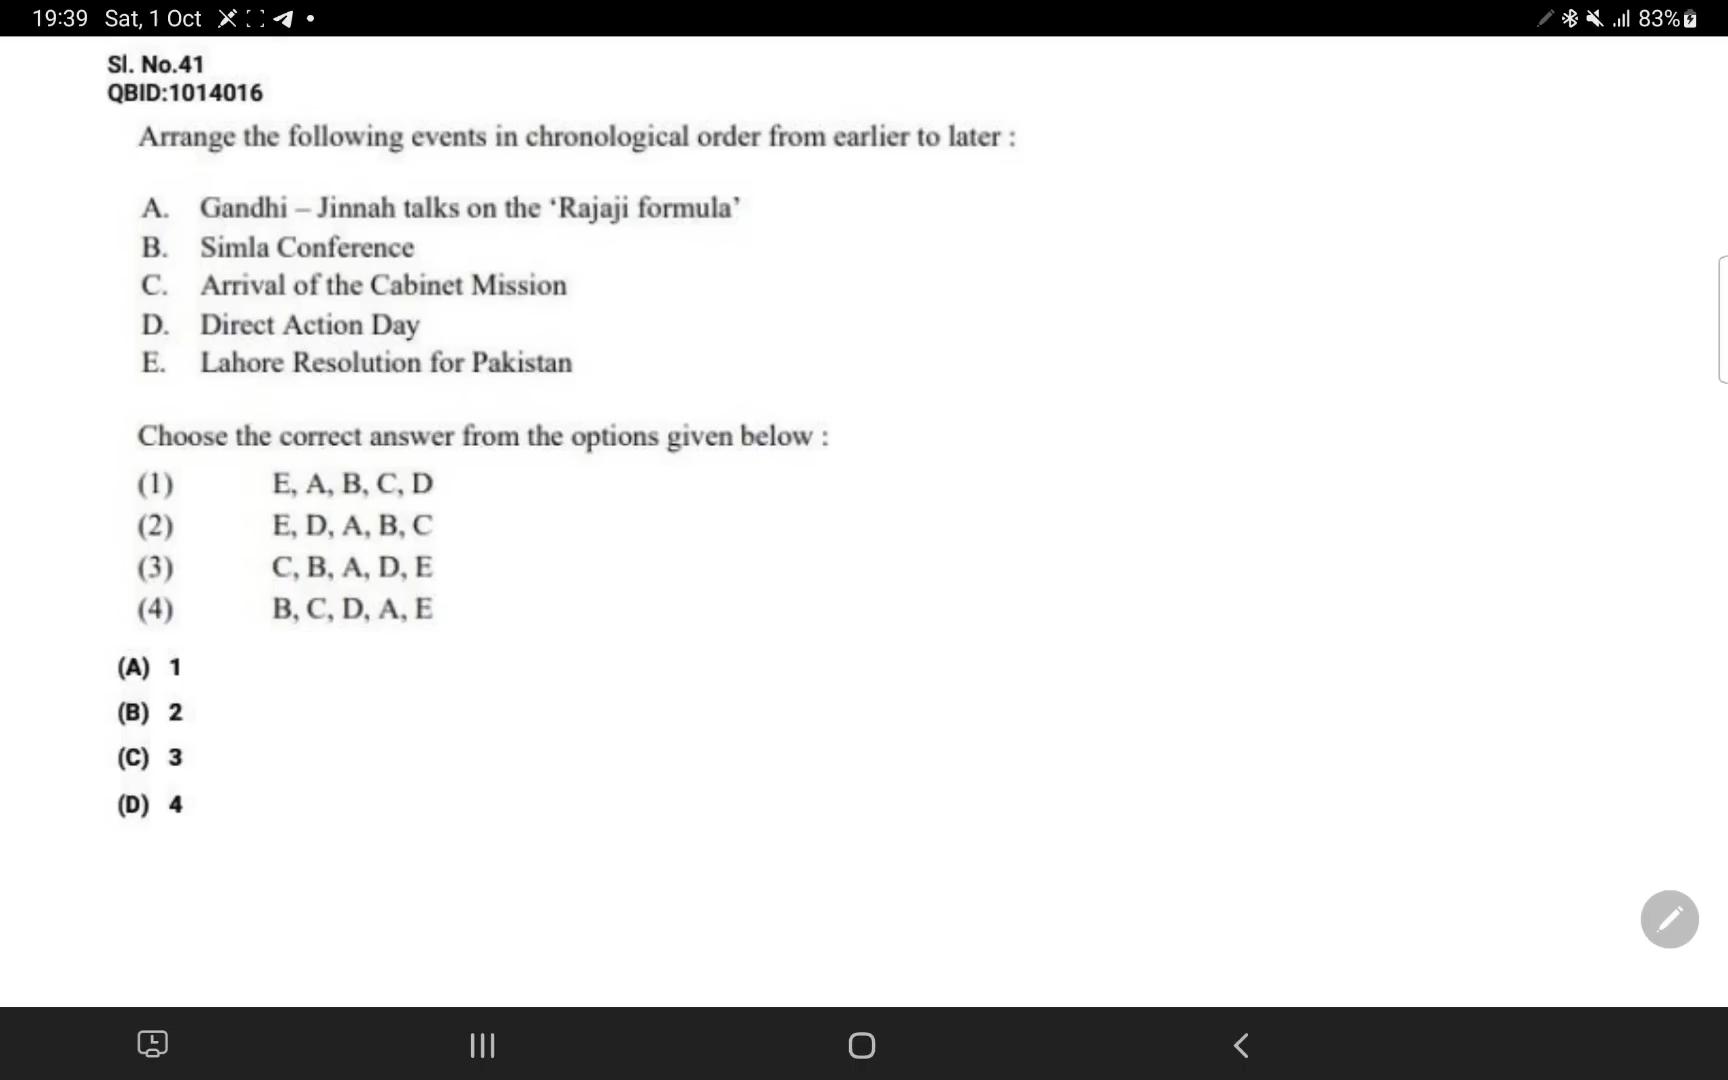 19:39 Sat, 1 Oct
83%
Sl. No.41
QBID:1014016
Arrange the following events in chronological order from earlier to later :
A. Gandhi – Jinnah talks on the ‘Rajaji formula’
B. Simla Conference
C. Arrival of the Cabinet Mission
D. Direct Action Day
E. Lahore Resolution for Pakistan
Choose the correct answer from the options given below :
(1) E, A, B, C, D
(2) E, D, A, B, C
(3) C, B, A, D, E
(4) B, C, D, A, E
(A) 1
(B) 2
(C) 3
(D) 4